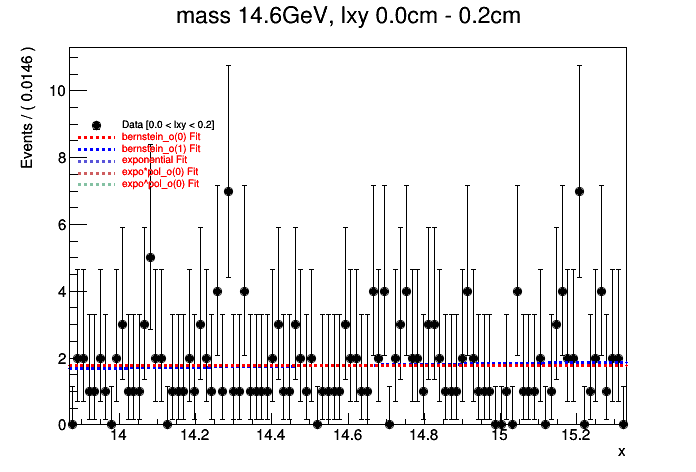 mass 14.6GeV, lxy 0.0cm - 0.2cm
Events / ( 0.0146 )
10
8
6
4
2
0
Data [0.0 < lxy < 0.2]
bernstein_o(0) Fit
bernstein_o(1) Fit
exponential Fit
expo*pol_o(0) Fit
expo^pol_o(0) Fit
14 14.2 14.4 14.6 14.8 15 15.2
x